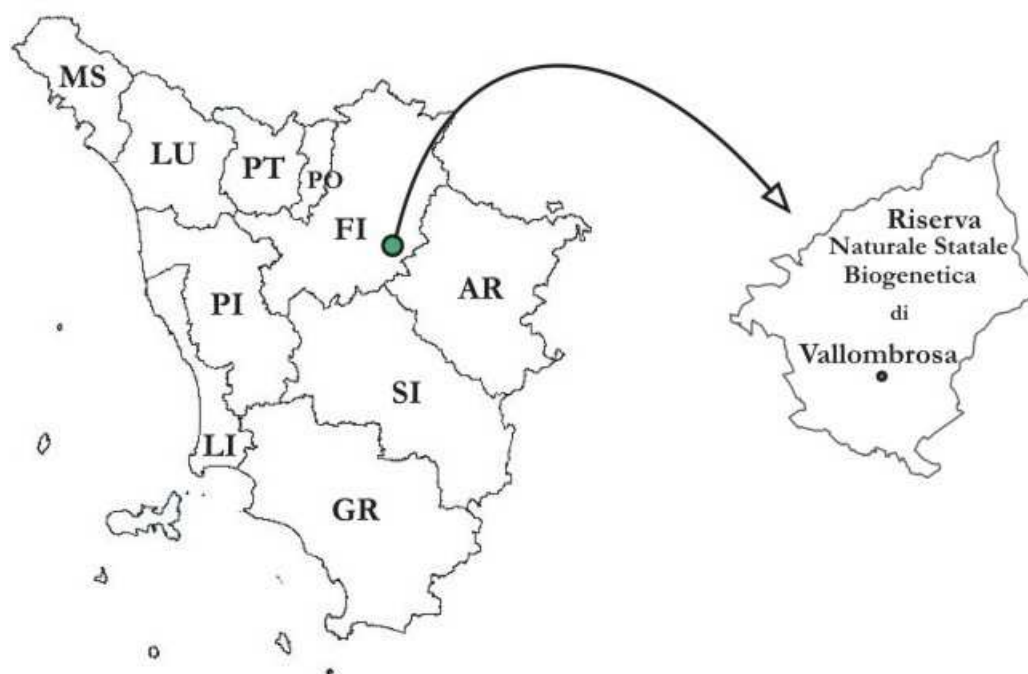 MS
LU
PT
PO
FI
PI
AR
SI
LI
GR
Riserva
Naturale Statale
Biogenetica
di
Vallombrosa